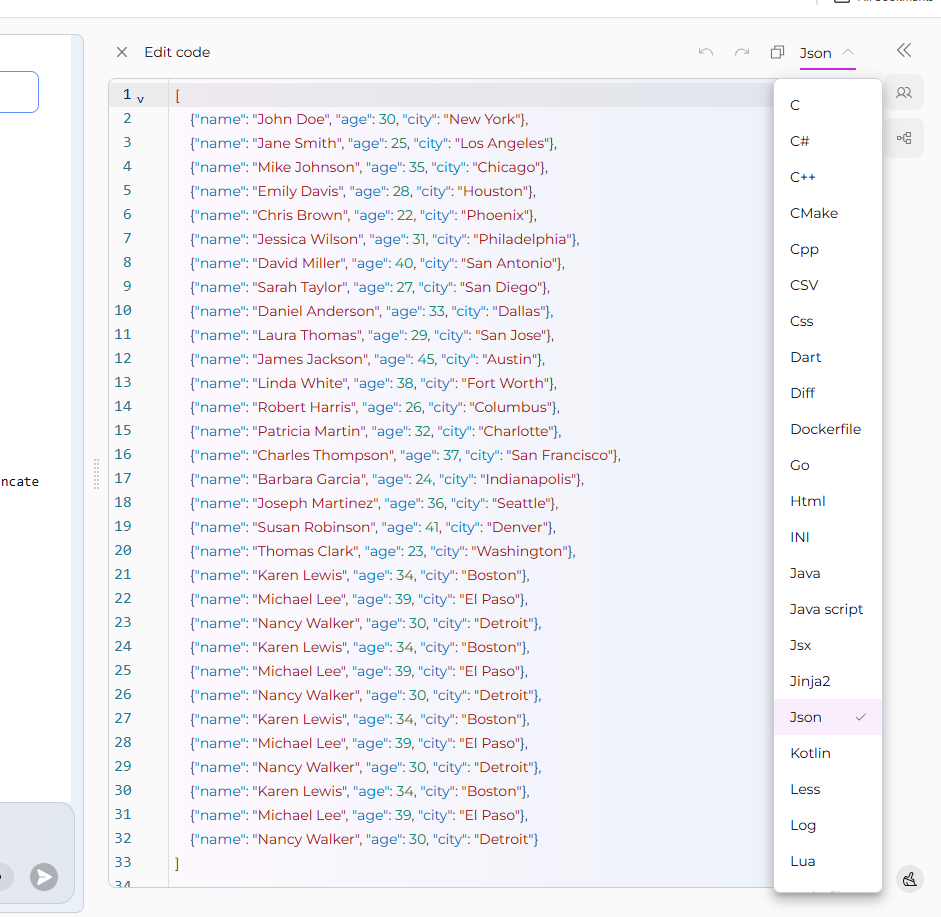 Edit code
Json
1 [
2 {"name": "John Doe", "age": 30, "city": "New York"},
3 {"name": "Jane Smith", "age": 25, "city": "Los Angeles"},
4 {"name": "Mike Johnson", "age": 35, "city": "Chicago"},
5 {"name": "Emily Davis", "age": 28, "city": "Houston"},
6 {"name": "Chris Brown", "age": 22, "city": "Phoenix"},
7 {"name": "Jessica Wilson", "age": 31, "city": "Philadelphia"},
8 {"name": "David Miller", "age": 40, "city": "San Antonio"},
9 {"name": "Sarah Taylor", "age": 27, "city": "San Diego"},
10 {"name": "Daniel Anderson", "age": 33, "city": "Dallas"},
11 {"name": "Laura Thomas", "age": 29, "city": "San Jose"},
12 {"name": "James Jackson", "age": 45, "city": "Austin"},
13 {"name": "Linda White", "age": 38, "city": "Fort Worth"},
14 {"name": "Robert Harris", "age": 26, "city": "Columbus"},
15 {"name": "Patricia Martin", "age": 32, "city": "Charlotte"},
16 {"name": "Charles Thompson", "age": 37, "city": "San Francisco"},
17 {"name": "Barbara Garcia", "age": 24, "city": "Indianapolis"},
18 {"name": "Joseph Martinez", "age": 36, "city": "Seattle"},
19 {"name": "Susan Robinson", "age": 41, "city": "Denver"},
20 {"name": "Thomas Clark", "age": 23, "city": "Washington"},
21 {"name": "Karen Lewis", "age": 34, "city": "Boston"},
22 {"name": "Michael Lee", "age": 39, "city": "El Paso"},
23 {"name": "Nancy Walker", "age": 30, "city": "Detroit"},
24 {"name": "Karen Lewis", "age": 34, "city": "Boston"},
25 {"name": "Michael Lee", "age": 39, "city": "El Paso"},
26 {"name": "Nancy Walker", "age": 30, "city": "Detroit"},
27 {"name": "Karen Lewis", "age": 34, "city": "Boston"},
28 {"name": "Michael Lee", "age": 39, "city": "El Paso"},
29 {"name": "Nancy Walker", "age": 30, "city": "Detroit"},
30 {"name": "Karen Lewis", "age": 34, "city": "Boston"},
31 {"name": "Michael Lee", "age": 39, "city": "El Paso"},
32 {"name": "Nancy Walker", "age": 30, "city": "Detroit"}
33 ]
34
ncate
C
C#
C++
CMake
Cpp
CSV
Css
Dart
Diff
Dockerfile
Go
Html
INI
Java
Java script
Jsx
Jinja2
Json
Kotlin
Less
Log
Lua